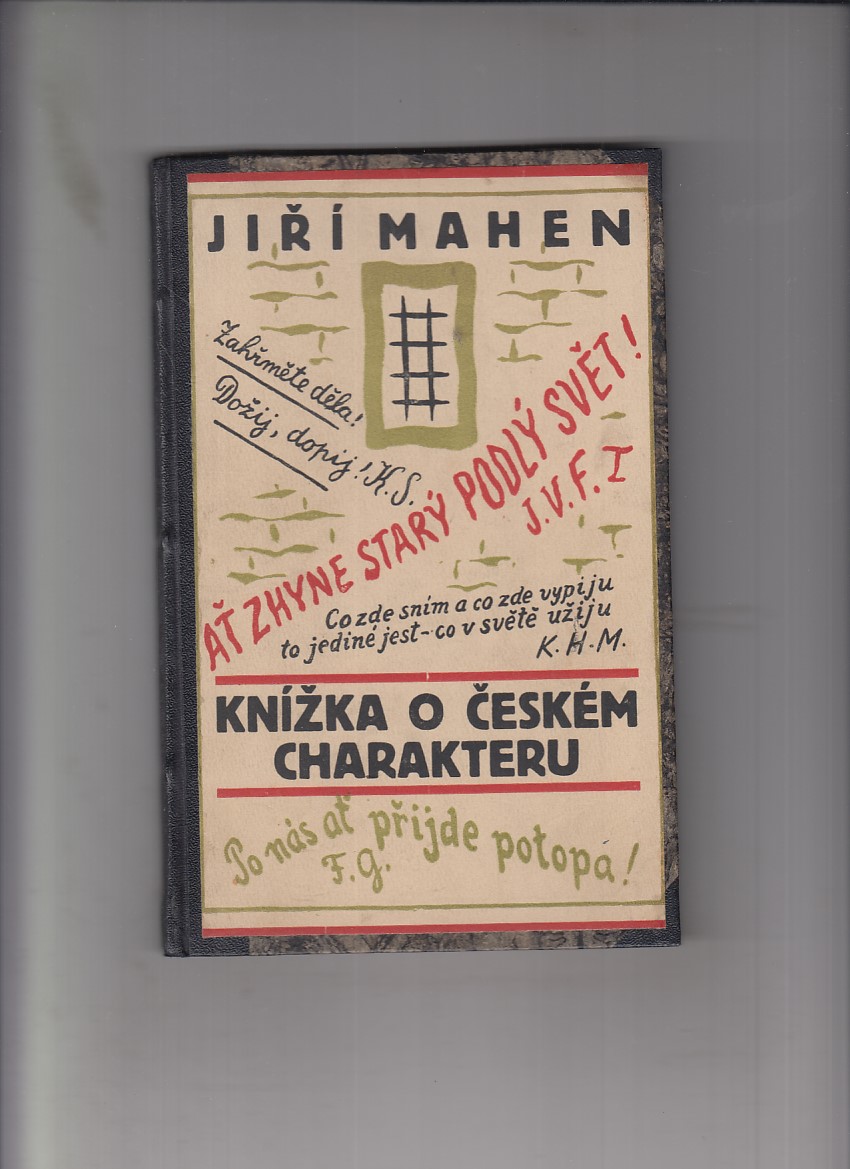 JIŘÍ MAHEN
Zahřměte děla!
Dožij, dopij! K.S.
AŤ ZHYNE STARÝ PODLÝ SVĚT!
J.V.F. I
Co zde sním a co zde vypiju
to jediné jest - co v světě užiju
K.H.M.
KNÍŽKA O ČESKÉM
CHARAKTERU
Po nás ať přijde potopa!
F.G.